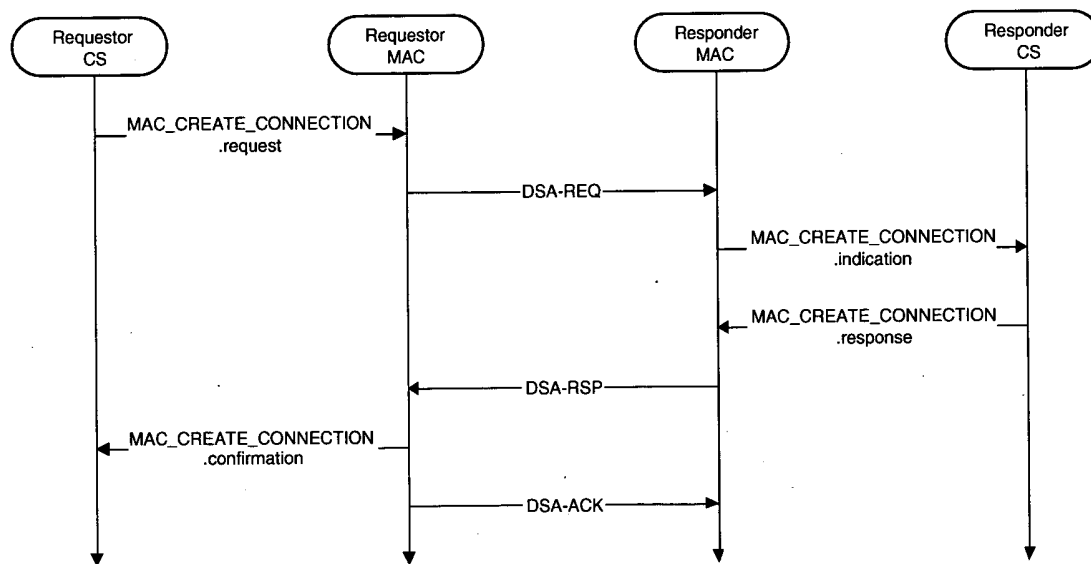 Requestor
CS
Requestor
MAC
Responder
MAC
Responder
CS
MAC_CREATE_CONNECTION
.request
DSA-REQ
MAC_CREATE_CONNECTION
.indication
MAC_CREATE_CONNECTION
.response
DSA-RSP
MAC_CREATE_CONNECTION
.confirmation
DSA-ACK